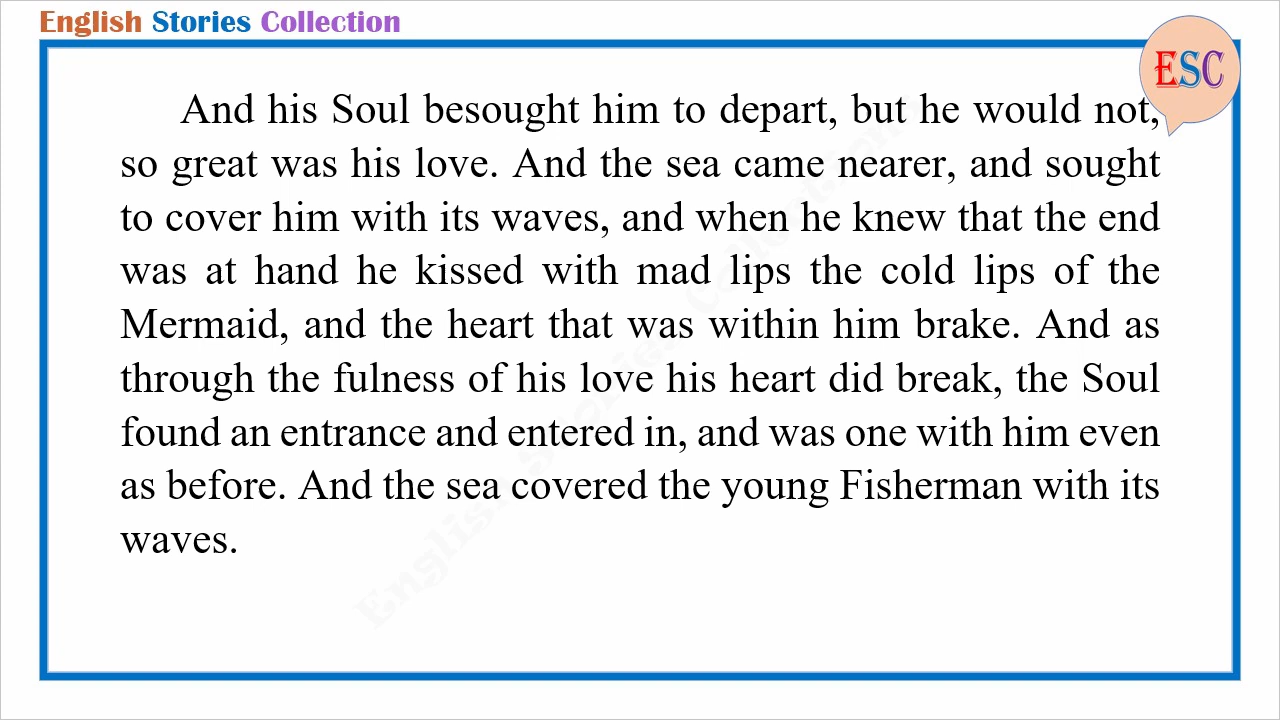 English Stories Collection
ESC
And his Soul besought him to depart, but he would not,
so great was his love. And the sea came nearer, and sought
to cover him with its waves, and when he knew that the end
was at hand he kissed with mad lips the cold lips of the
Mermaid, and the heart that was within him brake. And as
through the fulness of his love his heart did break, the Soul
found an entrance and entered in, and was one with him even
as before. And the sea covered the young Fisherman with its
waves.
English Stories Collection